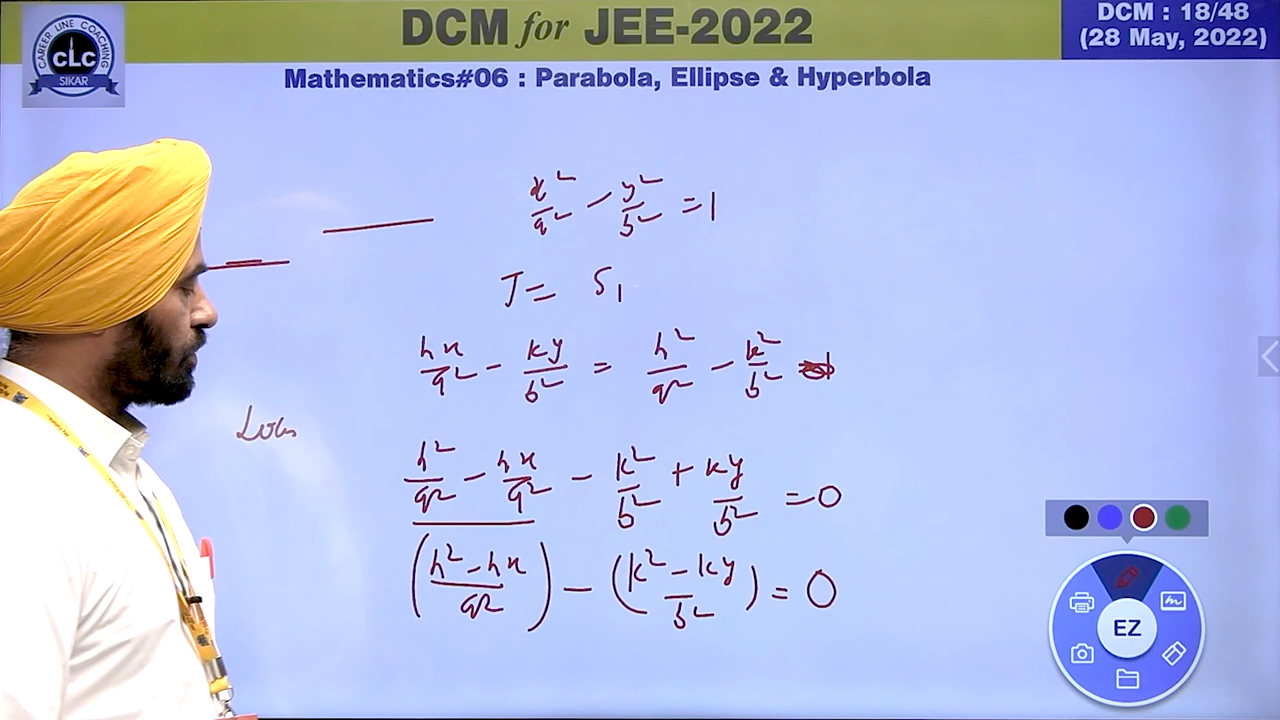 DCM for JEE-2022
DCM : 18/48
(28 May, 2022)
CAREER LINE COACHING
CLC
SIKAR
Mathematics#06 : Parabola, Ellipse & Hyperbola
x²/a² − y²/b² = 1
T = S₁
hx/a² − ky/b² = h²/a² − k²/b²
Locus
h²/a² − hx/a² − k²/b² + ky/b² = 0
((h² − hx)/a²) − ((k² − ky)/b²) = 0
EZ